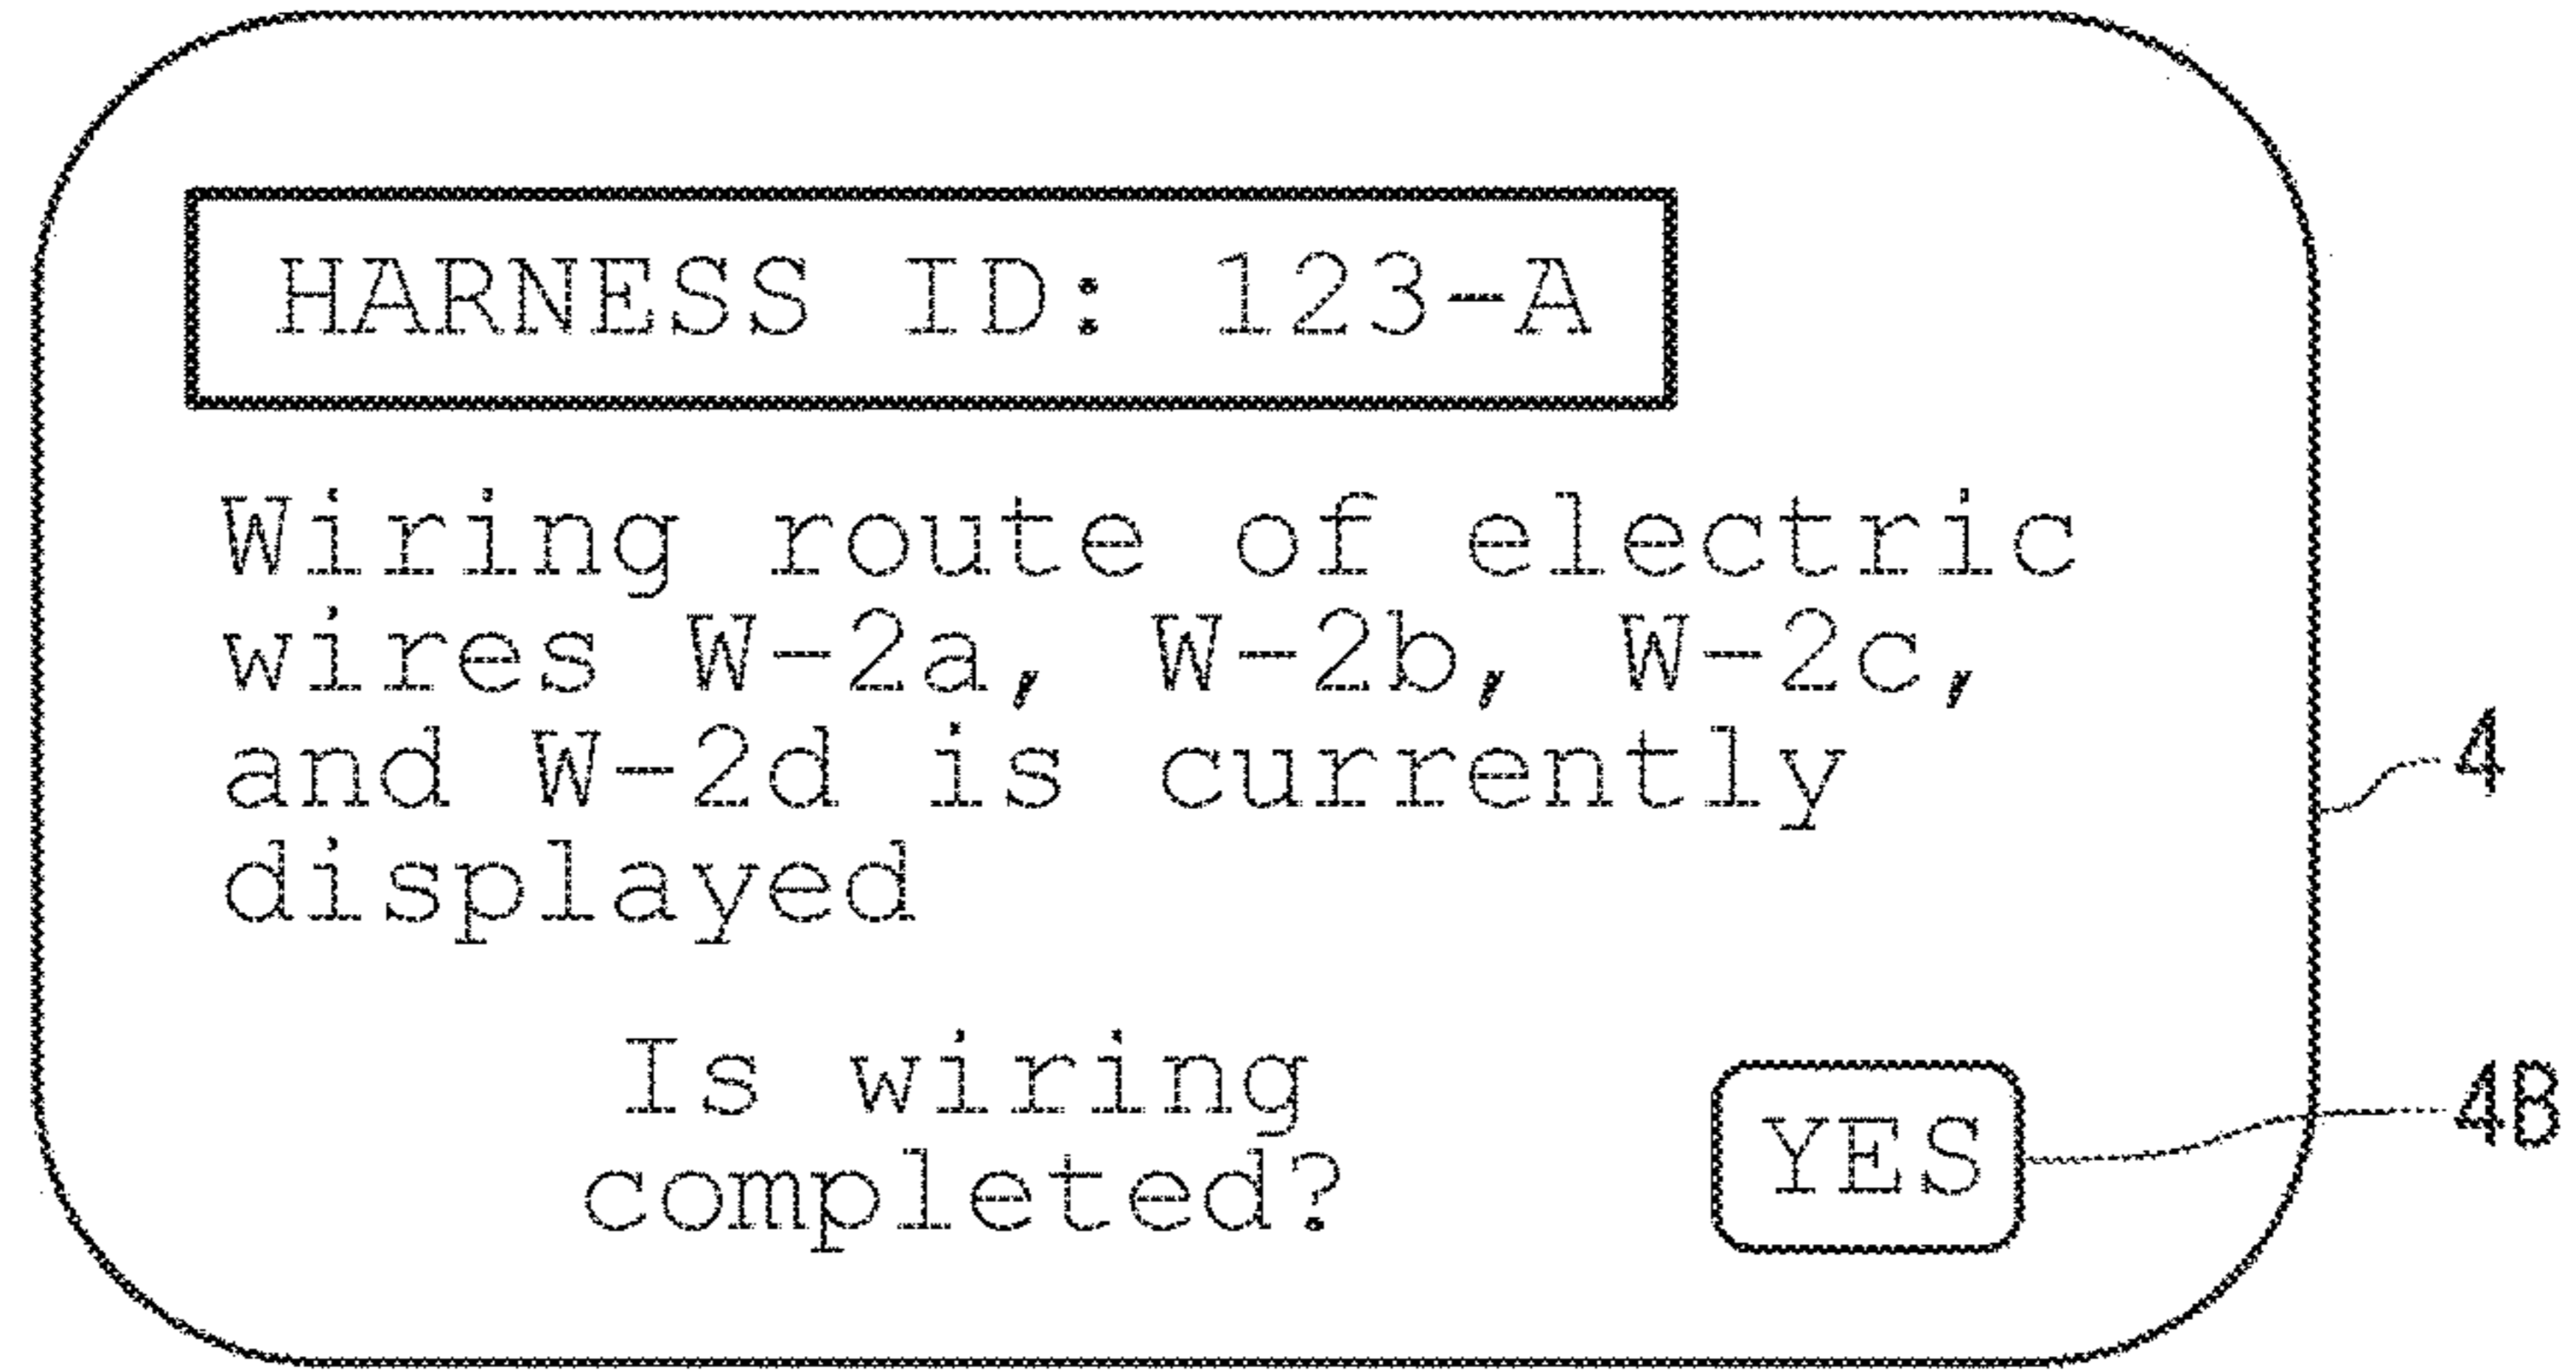 HARNESS ID: 123-A
Wiring route of electric
wires W-2a, W-2b, W-2c,
and W-2d is currently
displayed
4
Is wiring
completed?
YES
4B